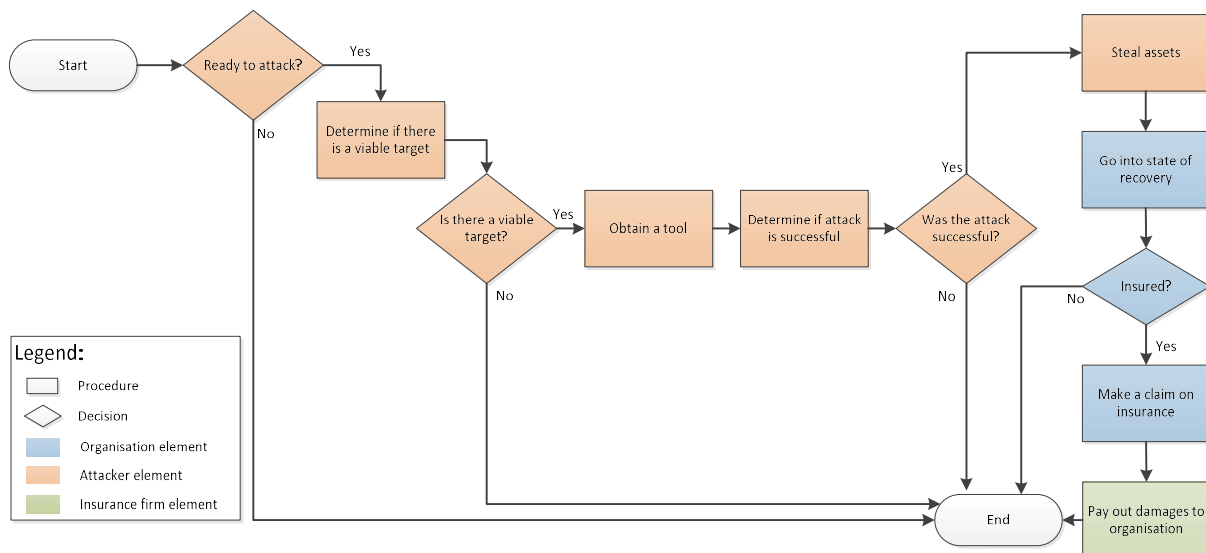 Start
Ready to attack?
Yes
No
Determine if there
is a viable target
Is there a viable
target?
Yes
No
Obtain a tool
Determine if attack
is successful
Was the attack
successful?
Yes
No
Steal assets
Go into state of
recovery
Insured?
No
Yes
Make a claim on
insurance
Pay out damages to
organisation
End
Legend:
Procedure
Decision
Organisation element
Attacker element
Insurance firm element